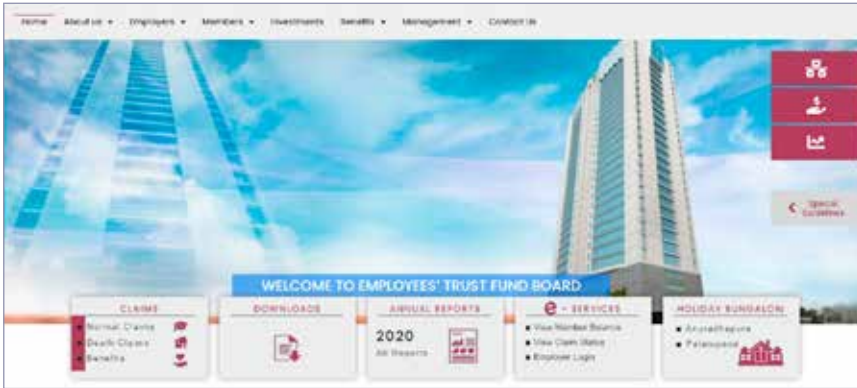 Home About us Employers Members Investments Benefits Management Contact Us
Special
Guidelines
WELCOME TO EMPLOYEES' TRUST FUND BOARD
CLAIMS
Normal Claims
Death Claims
Benefits
DOWNLOADS
ANNUAL REPORTS
2020
All Reports
e - SERVICES
View Member Balance
View Claim Status
Employer Login
HOLIDAY BUNGALOW
Anuradhapura
Kataragama